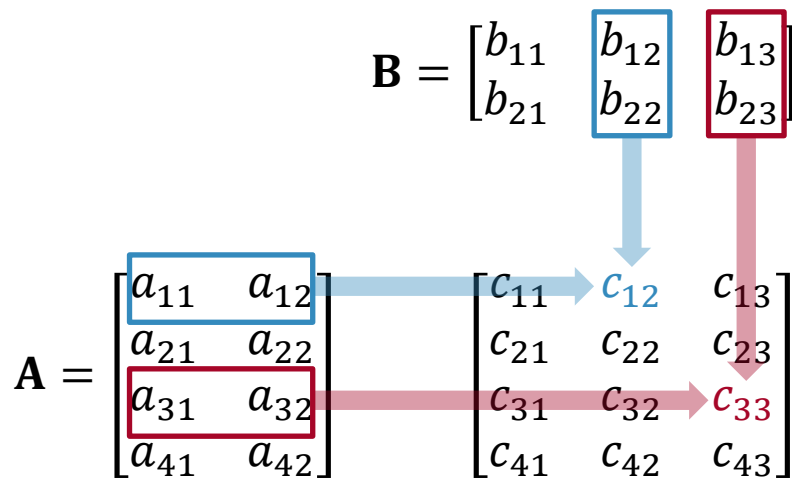 B = [b₁₁ b₁₂ b₁₃
b₂₁ b₂₂ b₂₃]
[a₁₁ a₁₂] [c₁₁ c₁₂ c₁₃]
A = [a₂₁ a₂₂] [c₂₁ c₂₂ c₂₃]
[a₃₁ a₃₂] [c₃₁ c₃₂ c₃₃]
[a₄₁ a₄₂] [c₄₁ c₄₂ c₄₃]